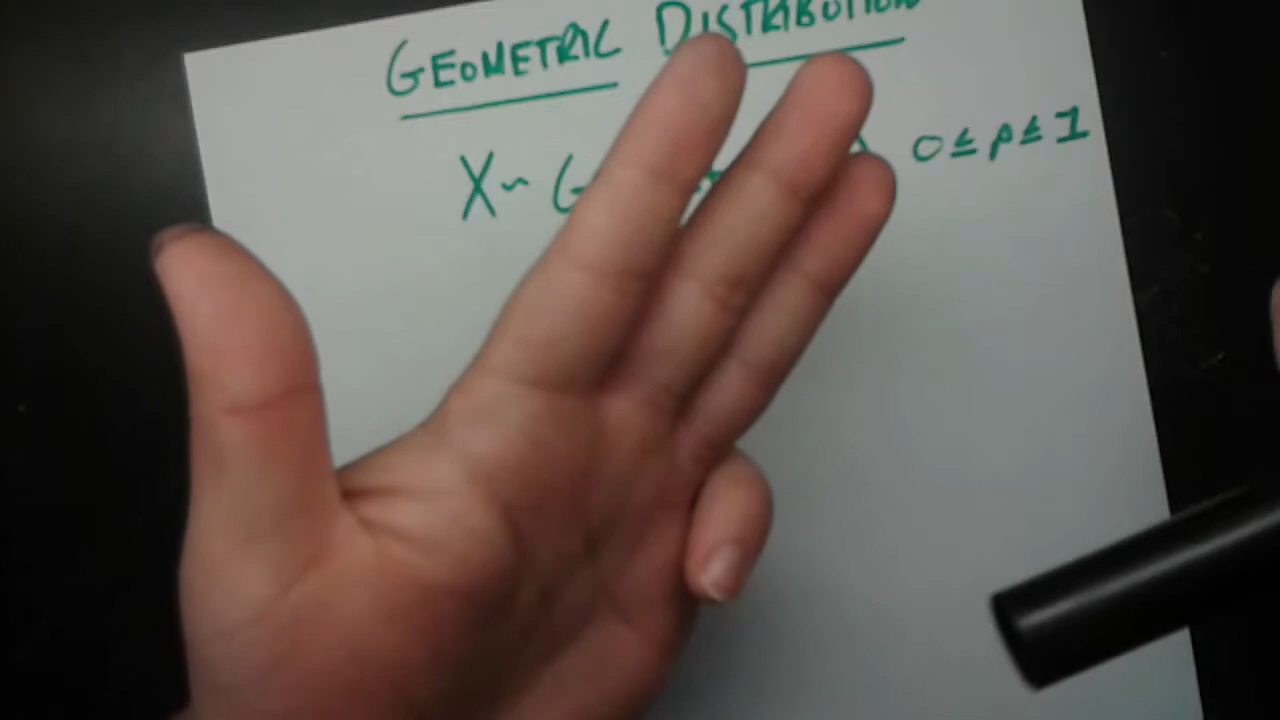 GEOMETRIC DISTRIBUTION
X ~ G ) 0 ≤ p ≤ 1